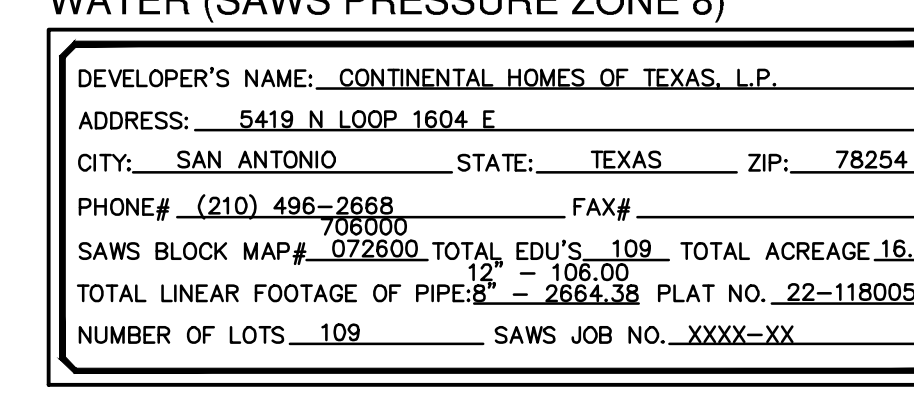 WATER (SAWS PRESSURE ZONE 8)
DEVELOPER'S NAME: CONTINENTAL HOMES OF TEXAS, L.P.
ADDRESS: 5419 N LOOP 1604 E
CITY: SAN ANTONIO STATE: TEXAS ZIP: 78254
PHONE# (210) 496-2668 FAX#
706000
SAWS BLOCK MAP# 072600 TOTAL EDU'S 109 TOTAL ACREAGE 16.
12" - 106.00
TOTAL LINEAR FOOTAGE OF PIPE: 8" - 2664.38 PLAT NO. 22-118005
NUMBER OF LOTS 109 SAWS JOB NO. XXXX-XX